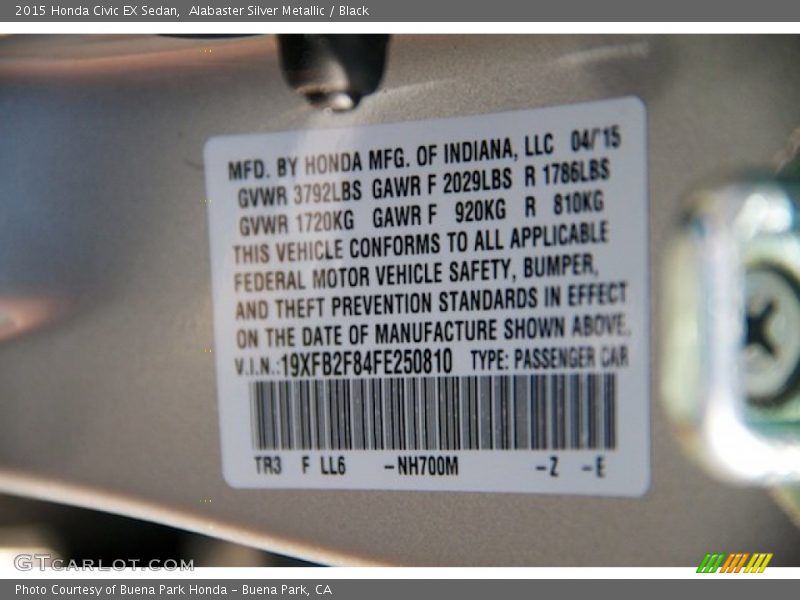 2015 Honda Civic EX Sedan,  Alabaster Silver Metallic / Black
MFD. BY HONDA MFG. OF INDIANA, LLC 04/'15
GVWR 3792LBS GAWR F 2029LBS R 1786LBS
GVWR 1720KG GAWR F 920KG R 810KG
THIS VEHICLE CONFORMS TO ALL APPLICABLE
FEDERAL MOTOR VEHICLE SAFETY, BUMPER,
AND THEFT PREVENTION STANDARDS IN EFFECT
ON THE DATE OF MANUFACTURE SHOWN ABOVE.
V.I.N.:19XFB2F84FE250810 TYPE: PASSENGER CAR
TR3 F LL6 -NH700M -Z -E
GTCARLOT.COM
Photo Courtesy of Buena Park Honda - Buena Park, CA